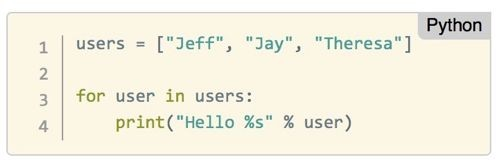 Python
1 users = ["Jeff", "Jay", "Theresa"]
2
3 for user in users:
4     print("Hello %s" % user)